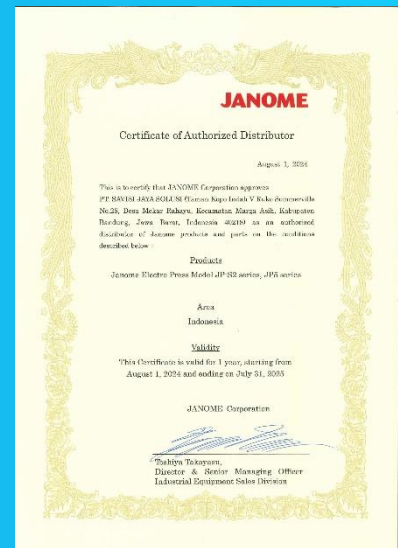 JANOME
Certificate of Authorized Distributor
August 1, 2024
This is to certify that JANOME Corporation approves
PT. SAVISI JAYA SOLUSI (Taman Kopo Indah V Ruko Summerville
No.25, Desa Mekar Rahayu, Kecamatan Marga Asih, Kabupaten
Bandung, Jawa Barat, Indonesia 40218) as an authorized
distributor of Janome products and parts on the conditions
described below :
Products
Janome Electro Press Model JP-S2 series, JP5 series
Area
Indonesia
Validity
This Certificate is valid for 1 year, starting from
August 1, 2024 and ending on July 31, 2025
JANOME Corporation
Toshiya Takayasu,
Director & Senior Managing Officer
Industrial Equipment Sales Division